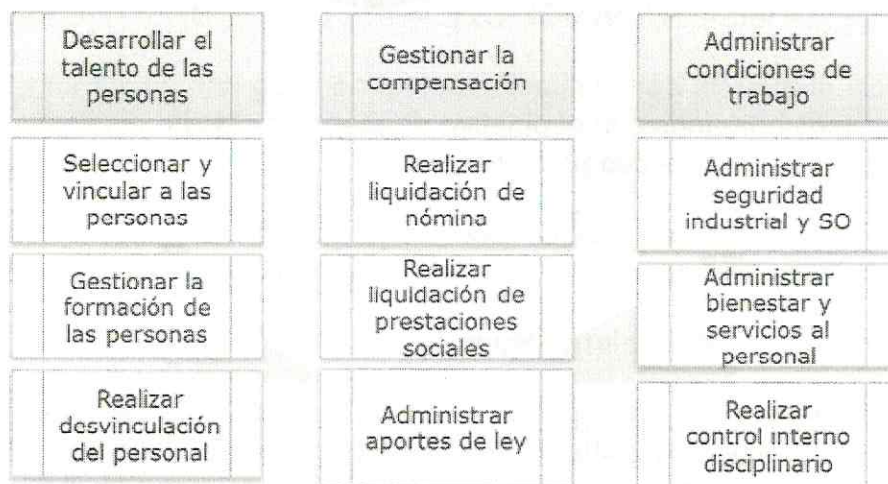 Desarrollar el
talento de las
personas
Gestionar la
compensación
Administrar
condiciones de
trabajo
Seleccionar y
vincular a las
personas
Realizar
liquidación de
nómina
Administrar
seguridad
industrial y SO
Gestionar la
formación de
las personas
Realizar
liquidación de
prestaciones
sociales
Administrar
bienestar y
servicios al
personal
Realizar
desvinculación
del personal
Administrar
aportes de ley
Realizar
control interno
disciplinario